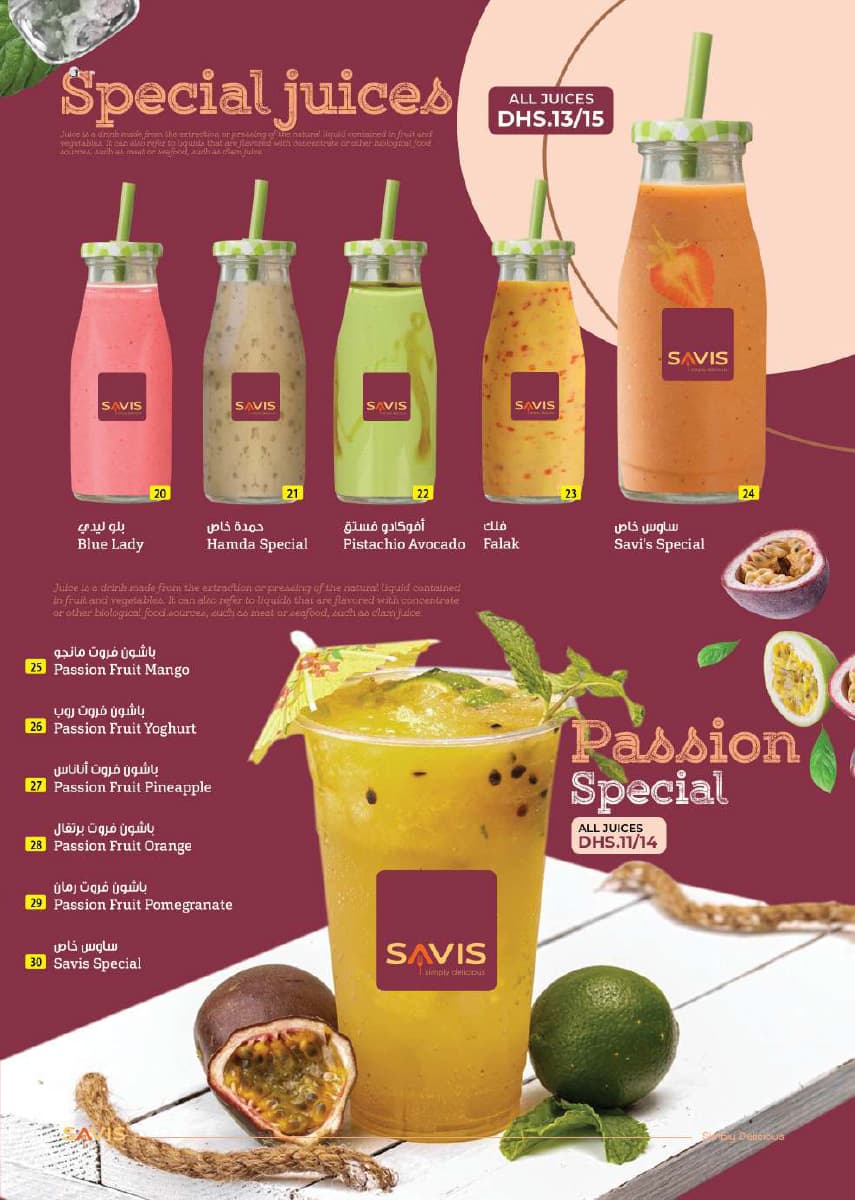 Special juices
Juice is a drink made from the extraction or pressing of the natural liquid contained in fruit and
vegetables. It can also refer to liquids that are flavored with concentrate or other biological food
sources, such as meat or seafood, such as clam juice.
ALL JUICES
DHS.13/15
SAVIS
SAVIS
SAVIS
SAVIS
SAVIS
simply delicious
20
21
22
23
24
بلو ليدي
Blue Lady
حمدة خاص
Hamda Special
أفوكادو فستق
Pistachio Avocado
فلك
Falak
ساوس خاص
Savi's Special
Juice is a drink made from the extraction or pressing of the natural liquid contained
in fruit and vegetables. It can also refer to liquids that are flavored with concentrate
or other biological food sources, such as meat or seafood, such as clam juice.
باشون فروت مانجو
25 Passion Fruit Mango
باشون فروت روب
26 Passion Fruit Yoghurt
باشون فروت أناناس
27 Passion Fruit Pineapple
باشون فروت برتقال
28 Passion Fruit Orange
باشون فروت رمان
29 Passion Fruit Pomegranate
ساوس خاص
30 Savis Special
Passion
Special
ALL JUICES
DHS.11/14
SAVIS
simply delicious
SAVIS
Simply Delicious